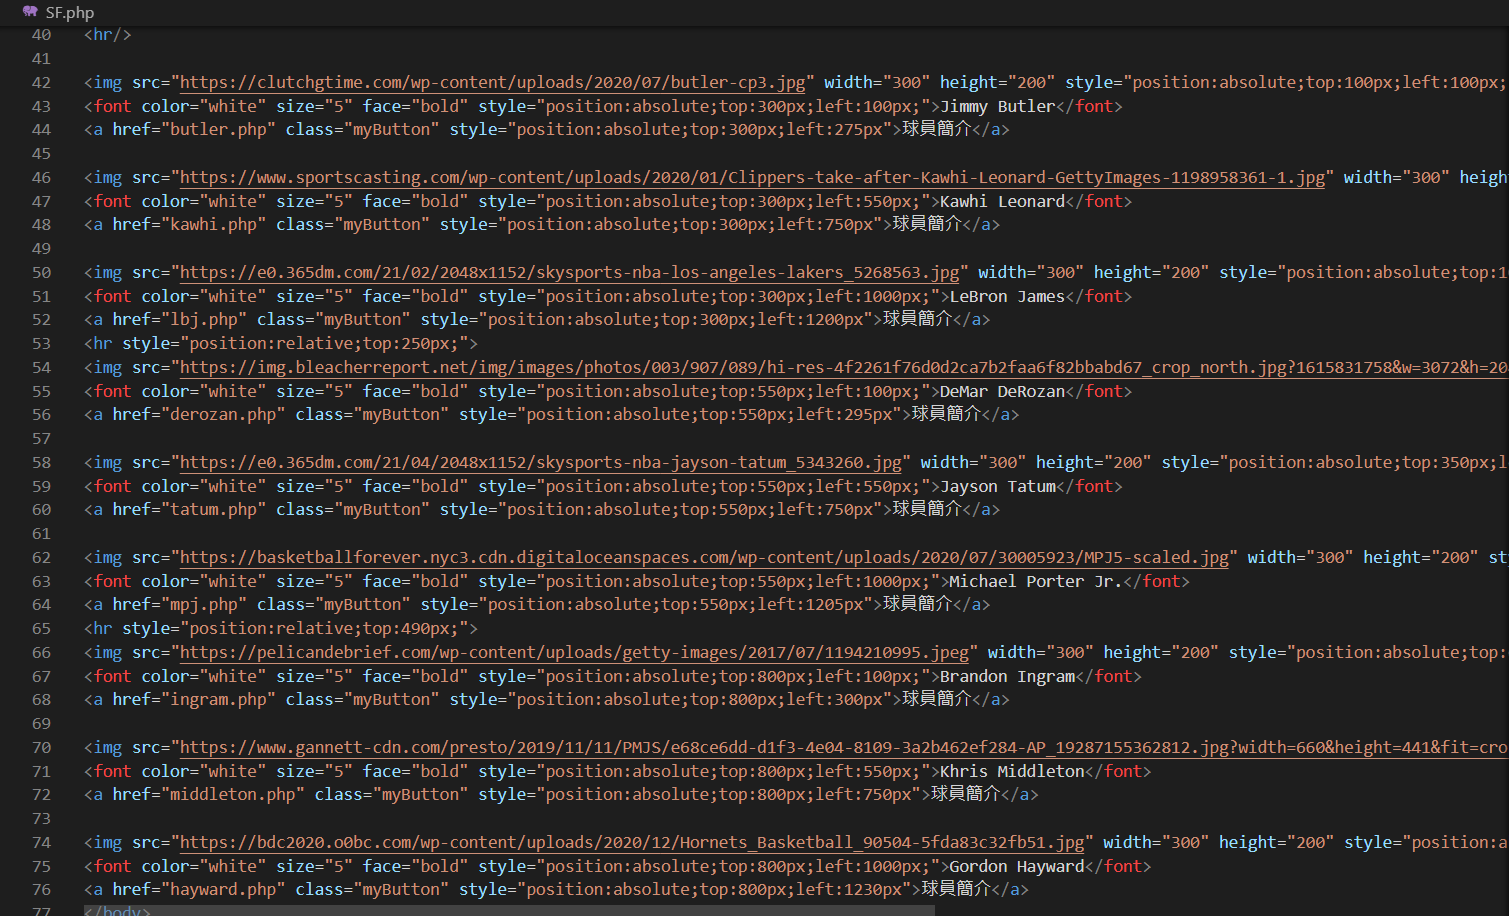 SF.php
40 <hr/>
41
42 <img src="https://clutchgtime.com/wp-content/uploads/2020/07/butler-cp3.jpg" width="300" height="200" style="position:absolute;top:100px;left:100px;
43 <font color="white" size="5" face="bold" style="position:absolute;top:300px;left:100px;">Jimmy Butler</font>
44 <a href="butler.php" class="myButton" style="position:absolute;top:300px;left:275px">球員簡介</a>
45
46 <img src="https://www.sportscasting.com/wp-content/uploads/2020/01/Clippers-take-after-Kawhi-Leonard-GettyImages-1198958361-1.jpg" width="300" heigh
47 <font color="white" size="5" face="bold" style="position:absolute;top:300px;left:550px;">Kawhi Leonard</font>
48 <a href="kawhi.php" class="myButton" style="position:absolute;top:300px;left:750px">球員簡介</a>
49
50 <img src="https://e0.365dm.com/21/02/2048x1152/skysports-nba-los-angeles-lakers_5268563.jpg" width="300" height="200" style="position:absolute;top:1
51 <font color="white" size="5" face="bold" style="position:absolute;top:300px;left:1000px;">LeBron James</font>
52 <a href="lbj.php" class="myButton" style="position:absolute;top:300px;left:1200px">球員簡介</a>
53 <hr style="position:relative;top:250px;">
54 <img src="https://img.bleacherreport.net/img/images/photos/003/907/089/hi-res-4f2261f76d0d2ca7b2faa6f82bbabd67_crop_north.jpg?1615831758&w=3072&h=20
55 <font color="white" size="5" face="bold" style="position:absolute;top:550px;left:100px;">DeMar DeRozan</font>
56 <a href="derozan.php" class="myButton" style="position:absolute;top:550px;left:295px">球員簡介</a>
57
58 <img src="https://e0.365dm.com/21/04/2048x1152/skysports-nba-jayson-tatum_5343260.jpg" width="300" height="200" style="position:absolute;top:350px;l
59 <font color="white" size="5" face="bold" style="position:absolute;top:550px;left:550px;">Jayson Tatum</font>
60 <a href="tatum.php" class="myButton" style="position:absolute;top:550px;left:750px">球員簡介</a>
61
62 <img src="https://basketballforever.nyc3.cdn.digitaloceanspaces.com/wp-content/uploads/2020/07/30005923/MPJ5-scaled.jpg" width="300" height="200" st
63 <font color="white" size="5" face="bold" style="position:absolute;top:550px;left:1000px;">Michael Porter Jr.</font>
64 <a href="mpj.php" class="myButton" style="position:absolute;top:550px;left:1205px">球員簡介</a>
65 <hr style="position:relative;top:490px;">
66 <img src="https://pelicandebrief.com/wp-content/uploads/getty-images/2017/07/1194210995.jpeg" width="300" height="200" style="position:absolute;top:
67 <font color="white" size="5" face="bold" style="position:absolute;top:800px;left:100px;">Brandon Ingram</font>
68 <a href="ingram.php" class="myButton" style="position:absolute;top:800px;left:300px">球員簡介</a>
69
70 <img src="https://www.gannett-cdn.com/presto/2019/11/11/PMJS/e68ce6dd-d1f3-4e04-8109-3a2b462ef284-AP_19287155362812.jpg?width=660&height=441&fit=cro
71 <font color="white" size="5" face="bold" style="position:absolute;top:800px;left:550px;">Khris Middleton</font>
72 <a href="middleton.php" class="myButton" style="position:absolute;top:800px;left:750px">球員簡介</a>
73
74 <img src="https://bdc2020.o0bc.com/wp-content/uploads/2020/12/Hornets_Basketball_90504-5fda83c32fb51.jpg" width="300" height="200" style="position:a
75 <font color="white" size="5" face="bold" style="position:absolute;top:800px;left:1000px;">Gordon Hayward</font>
76 <a href="hayward.php" class="myButton" style="position:absolute;top:800px;left:1230px">球員簡介</a>
77 </body>